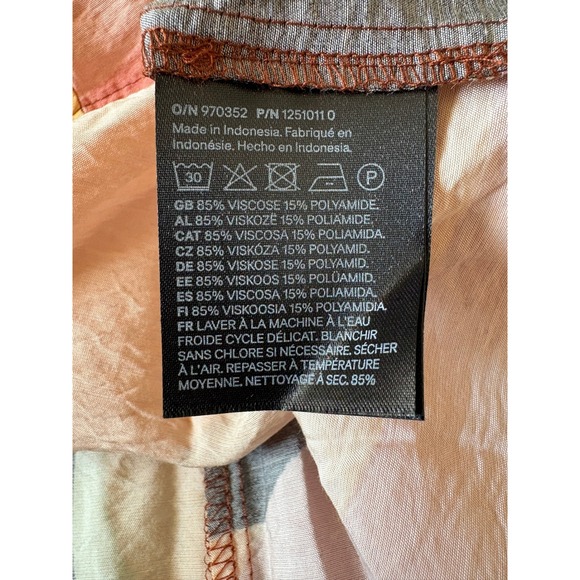 O/N 970352 P/N 1251011 0
Made in Indonesia. Fabriqué en
Indonésie. Hecho en Indonesia.
30 P
GB 85% VISCOSE 15% POLYAMIDE.
AL 85% VISKOZË 15% POLIAMIDE.
CAT 85% VISCOSA 15% POLIAMIDA.
CZ 85% VISKÓZA 15% POLYAMID.
DE 85% VISKOSE 15% POLYAMID.
EE 85% VISKOOS 15% POLÜAMIID.
ES 85% VISCOSA 15% POLIAMIDA.
FI 85% VISKOOSIA 15% POLYAMIDIA.
FR LAVER À LA MACHINE À L'EAU
FROIDE CYCLE DÉLICAT. BLANCHIR
SANS CHLORE SI NÉCESSAIRE. SÉCHER
À L'AIR. REPASSER À TEMPÉRATURE
MOYENNE. NETTOYAGE À SEC. 85%